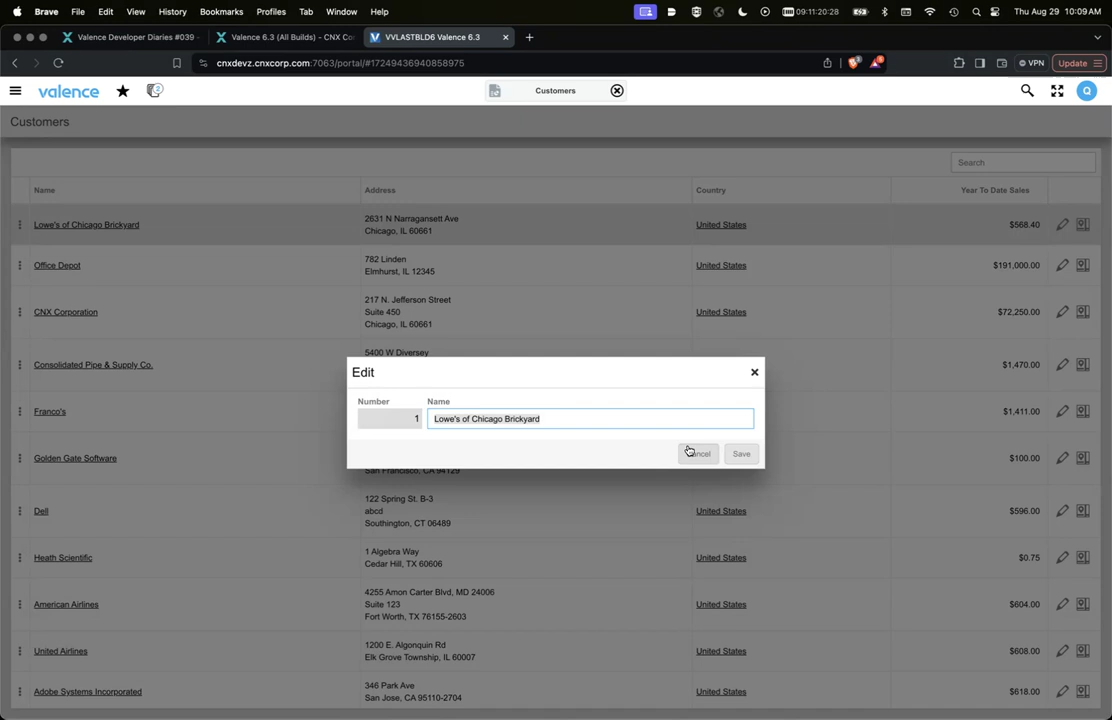 Brave File Edit View History Bookmarks Profiles Tab Window Help 09:11:20:28 Thu Aug 29 10:09 AM
Valence Developer Diaries #039 - Valence 6.3 (All Builds) - CNX Co VVLASTBLD6 Valence 6.3
cnxdevz.cnxcorp.com:7063/portal/#17249436940858975 VPN Update
valence 2 Customers Q
Customers
Search
Name Address Country Year To Date Sales
Lowe's of Chicago Brickyard 2631 N Narragansett Ave
Chicago, IL 60661 United States $568.40
Office Depot 782 Linden
Elmhurst, IL 12345 United States $191,000.00
CNX Corporation 217 N. Jefferson Street
Suite 450
Chicago, IL 60661 United States $72,250.00
Consolidated Pipe & Supply Co. 5400 W Diversey $1,470.00
Edit
Number Name
1 Lowe's of Chicago Brickyard
Cancel Save
Franco's $1,411.00
Golden Gate Software San Francisco, CA 94129 $100.00
Dell 122 Spring St. B-3
abcd
Southington, CT 06489 United States $596.00
Heath Scientific 1 Algebra Way
Cedar Hill, TX 60606 United States $0.75
American Airlines 4255 Amon Carter Blvd, MD 24006
Suite 123
Fort Worth, TX 76155-2603 United States $604.00
United Airlines 1200 E. Algonquin Rd
Elk Grove Township, IL 60007 United States $608.00
Adobe Systems Incorporated 346 Park Ave
San Jose, CA 95110-2704 United States $618.00